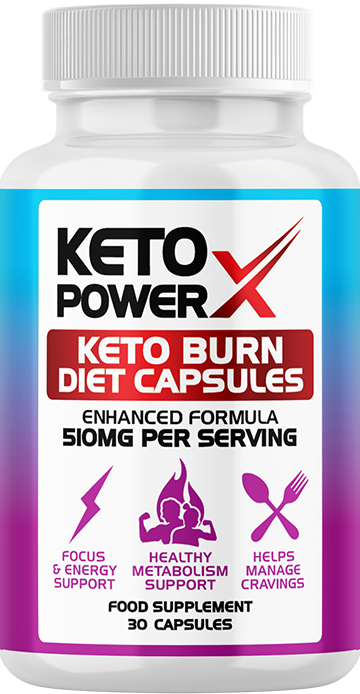 KETO
POWER X
KETO BURN
DIET CAPSULES
ENHANCED FORMULA
510MG PER SERVING
FOCUS
& ENERGY
SUPPORT
HEALTHY
METABOLISM
SUPPORT
HELPS
MANAGE
CRAVINGS
FOOD SUPPLEMENT
30 CAPSULES